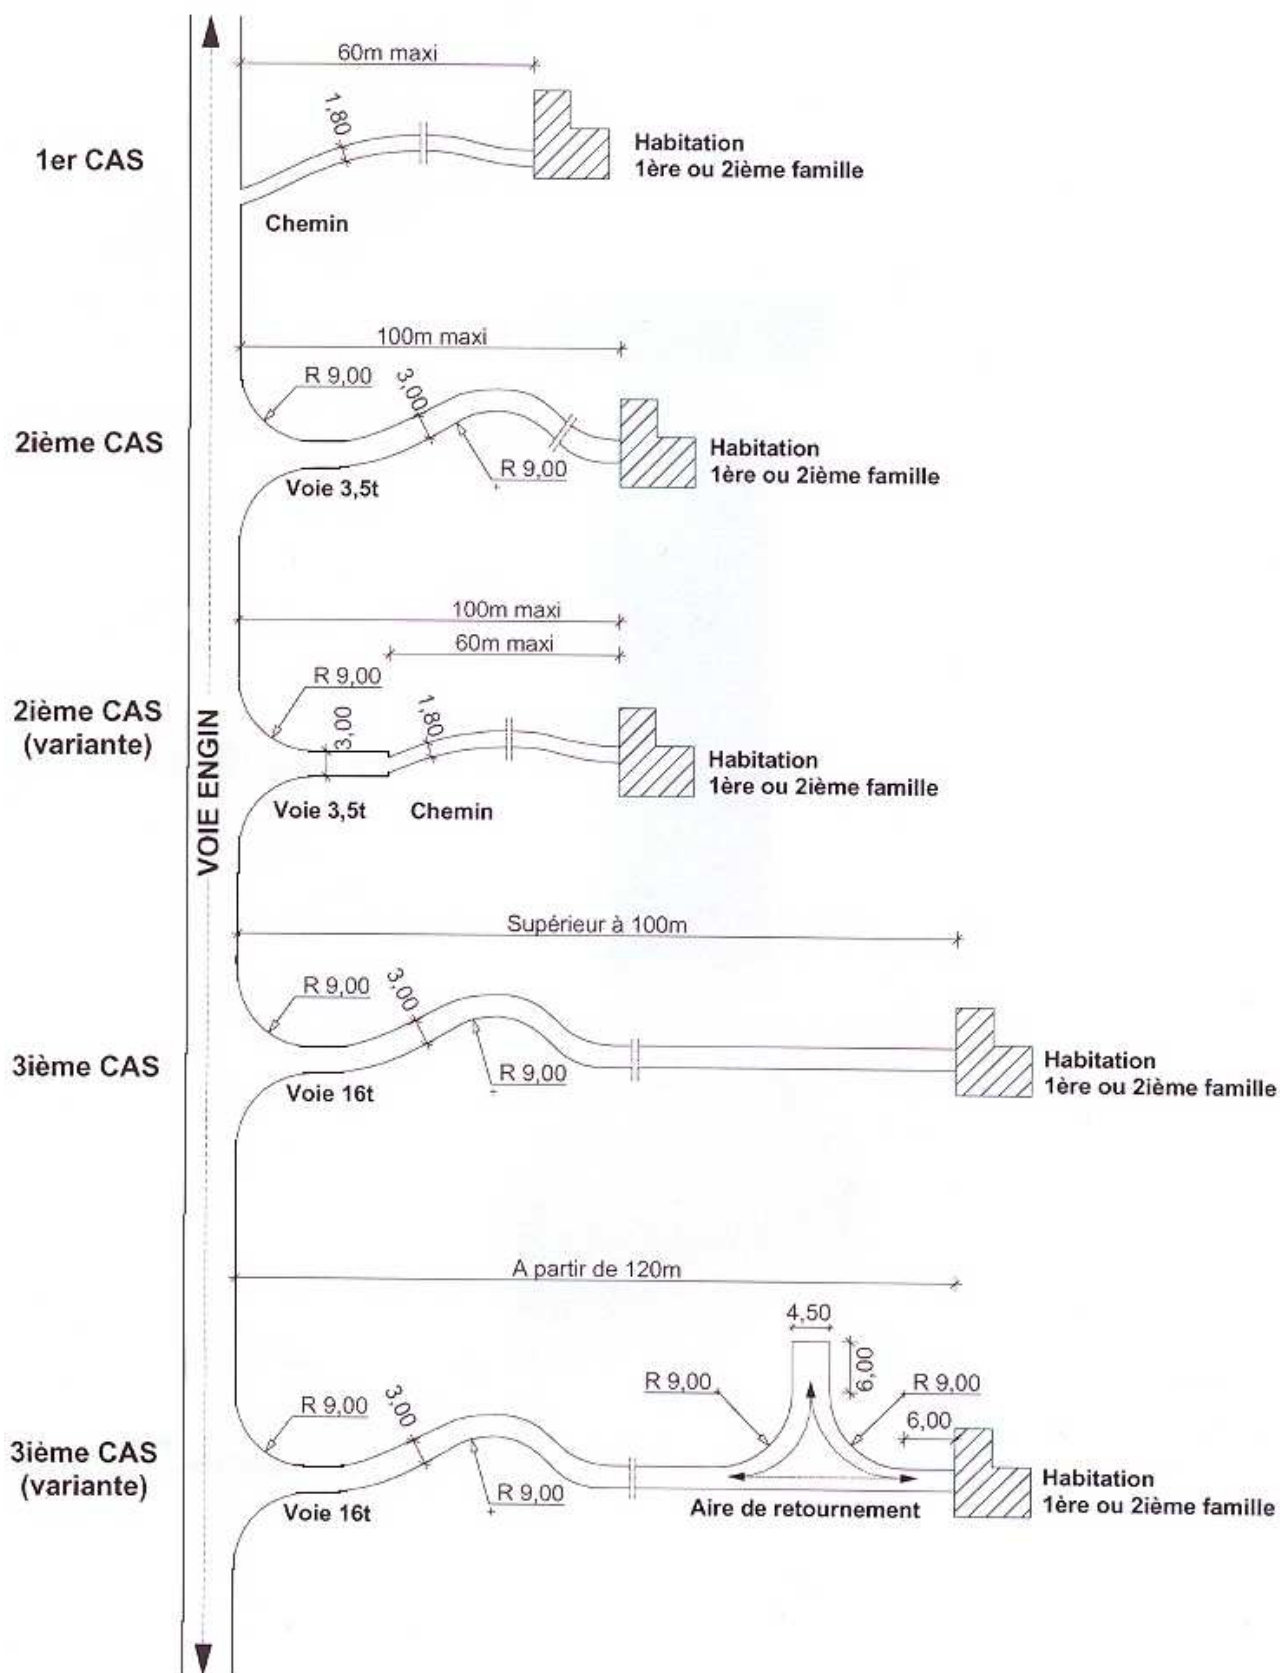 60m maxi
1,80
1er CAS
Habitation
1ère ou 2ième famille
Chemin
100m maxi
R 9,00
3,00
2ième CAS
R 9,00
Habitation
1ère ou 2ième famille
Voie 3,5t
100m maxi
60m maxi
R 9,00
2ième CAS
(variante)
3,00
1,80
Habitation
1ère ou 2ième famille
Voie 3,5t
Chemin
VOIE ENGIN
Supérieur à 100m
R 9,00
3,00
3ième CAS
R 9,00
Habitation
1ère ou 2ième famille
Voie 16t
A partir de 120m
4,50
6,00
R 9,00
R 9,00
R 9,00
3,00
6,00
3ième CAS
(variante)
R 9,00
Habitation
1ère ou 2ième famille
Voie 16t
Aire de retournement